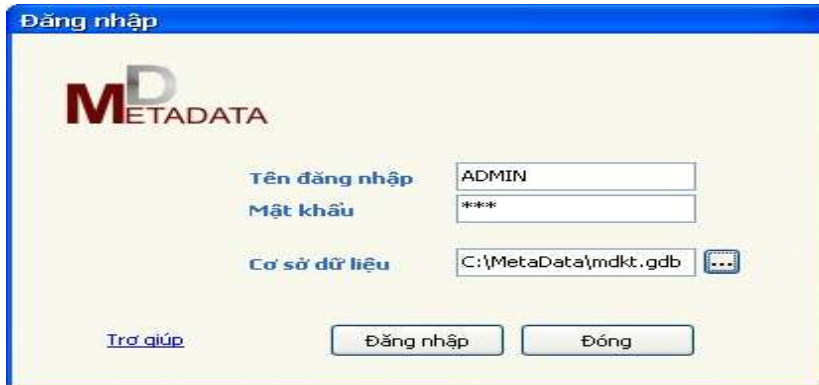 Đăng nhập
MD
METADATA
Tên đăng nhập ADMIN
Mật khẩu ***
Cơ sở dữ liệu C:\MetaData\mdkt.gdb ...
Trợ giúp Đăng nhập Đóng